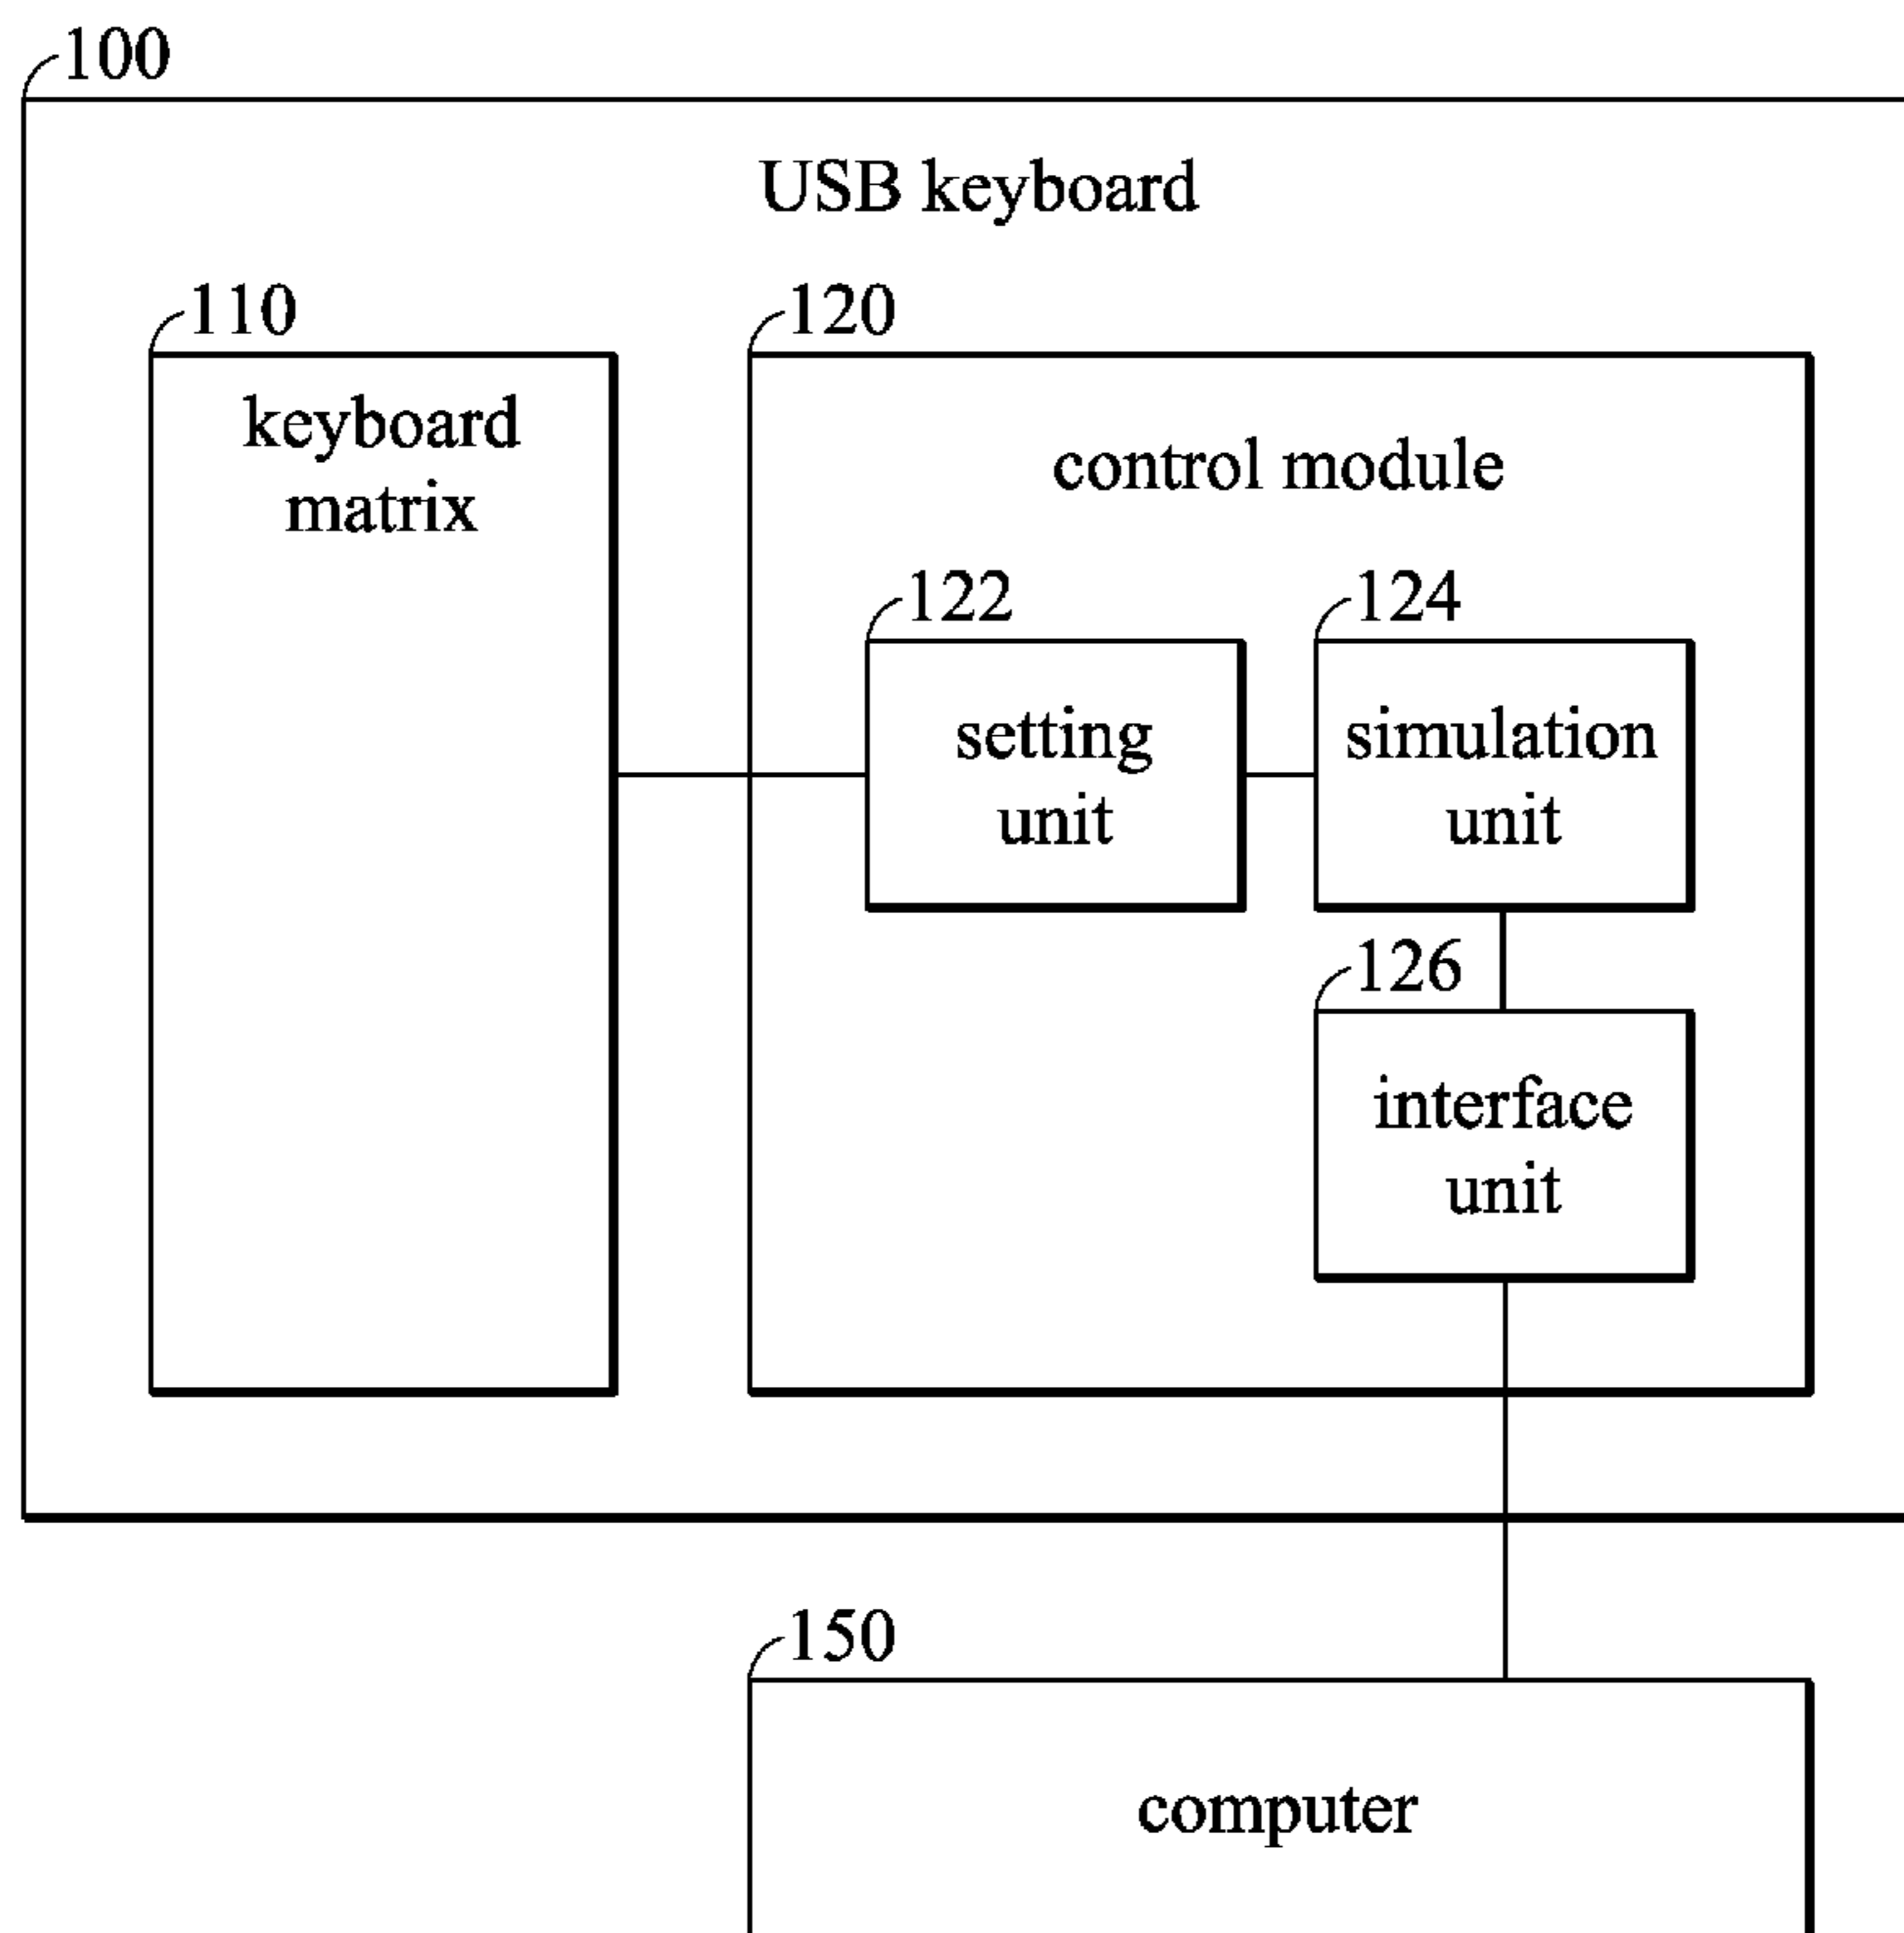 100
USB keyboard
110
120
keyboard
matrix
control module
122
124
setting
unit
simulation
unit
126
interface
unit
150
computer